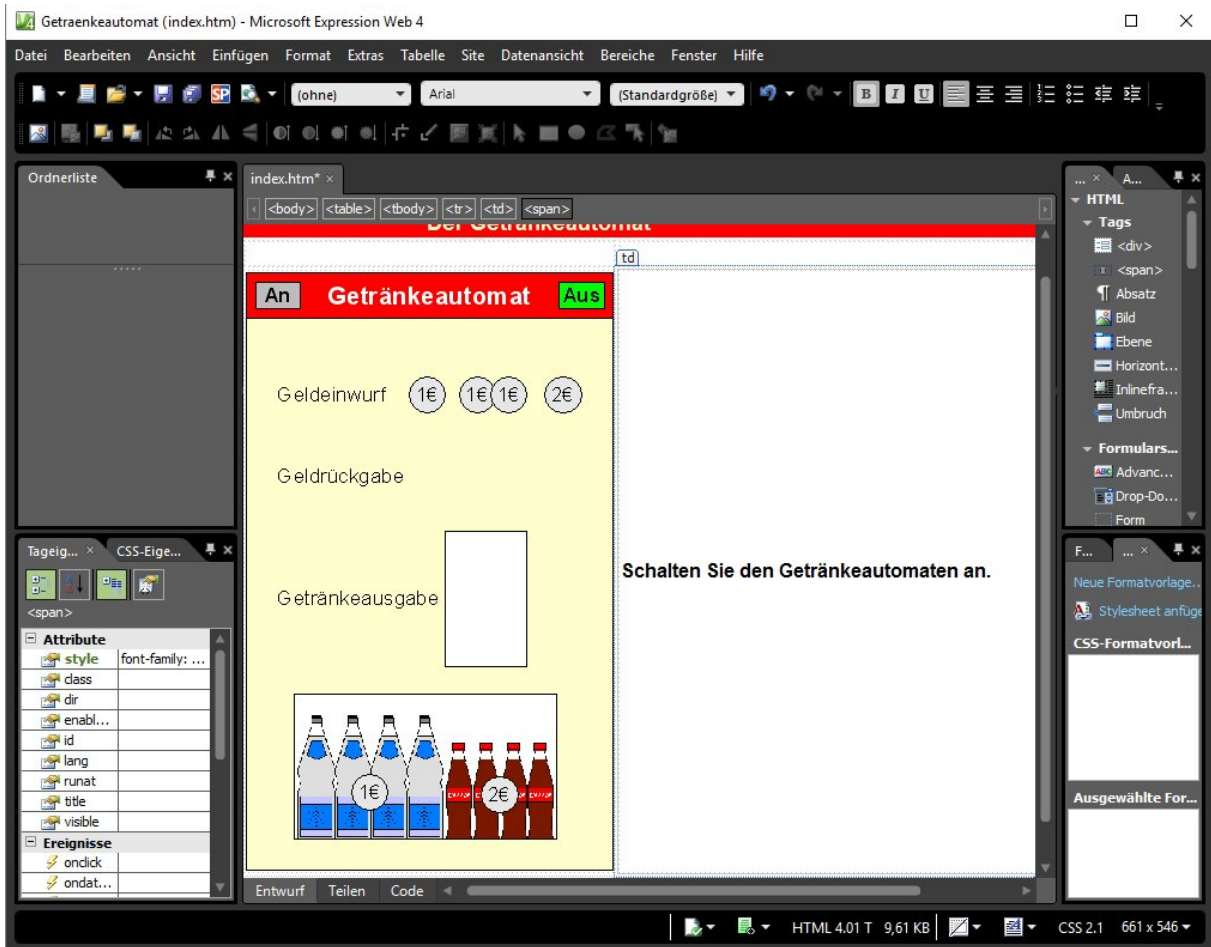 Getraenkeautomat (index.htm) - Microsoft Expression Web 4
Datei Bearbeiten Ansicht Einfügen Format Extras Tabelle Site Datenansicht Bereiche Fenster Hilfe
(ohne) Arial (Standardgröße) B I U
Ordnerliste
index.htm* ×
<body> <table> <tbody> <tr> <td> <span>
Der Getränkeautomat
td
An Getränkeautomat Aus
Geldeinwurf 1€ 1€ 1€ 2€
Geldrückgabe
Getränkeausgabe
1€ 2€
Schalten Sie den Getränkeautomaten an.
Entwurf Teilen Code
... × A...
HTML
Tags
<div>
<span>
Absatz
Bild
Ebene
Horizont...
Inlinefra...
Umbruch
Formulars...
Advanc...
Drop-Do...
Form
Tageig... × CSS-Eige...
<span>
Attribute
style font-family: ...
class
dir
enabl...
id
lang
runat
title
visible
Ereignisse
onclick
ondat...
F... ... ×
Neue Formatvorlage..
Stylesheet anfüge
CSS-Formatvorl...
Ausgewählte For...
HTML 4.01 T 9,61 KB CSS 2.1 661 x 546